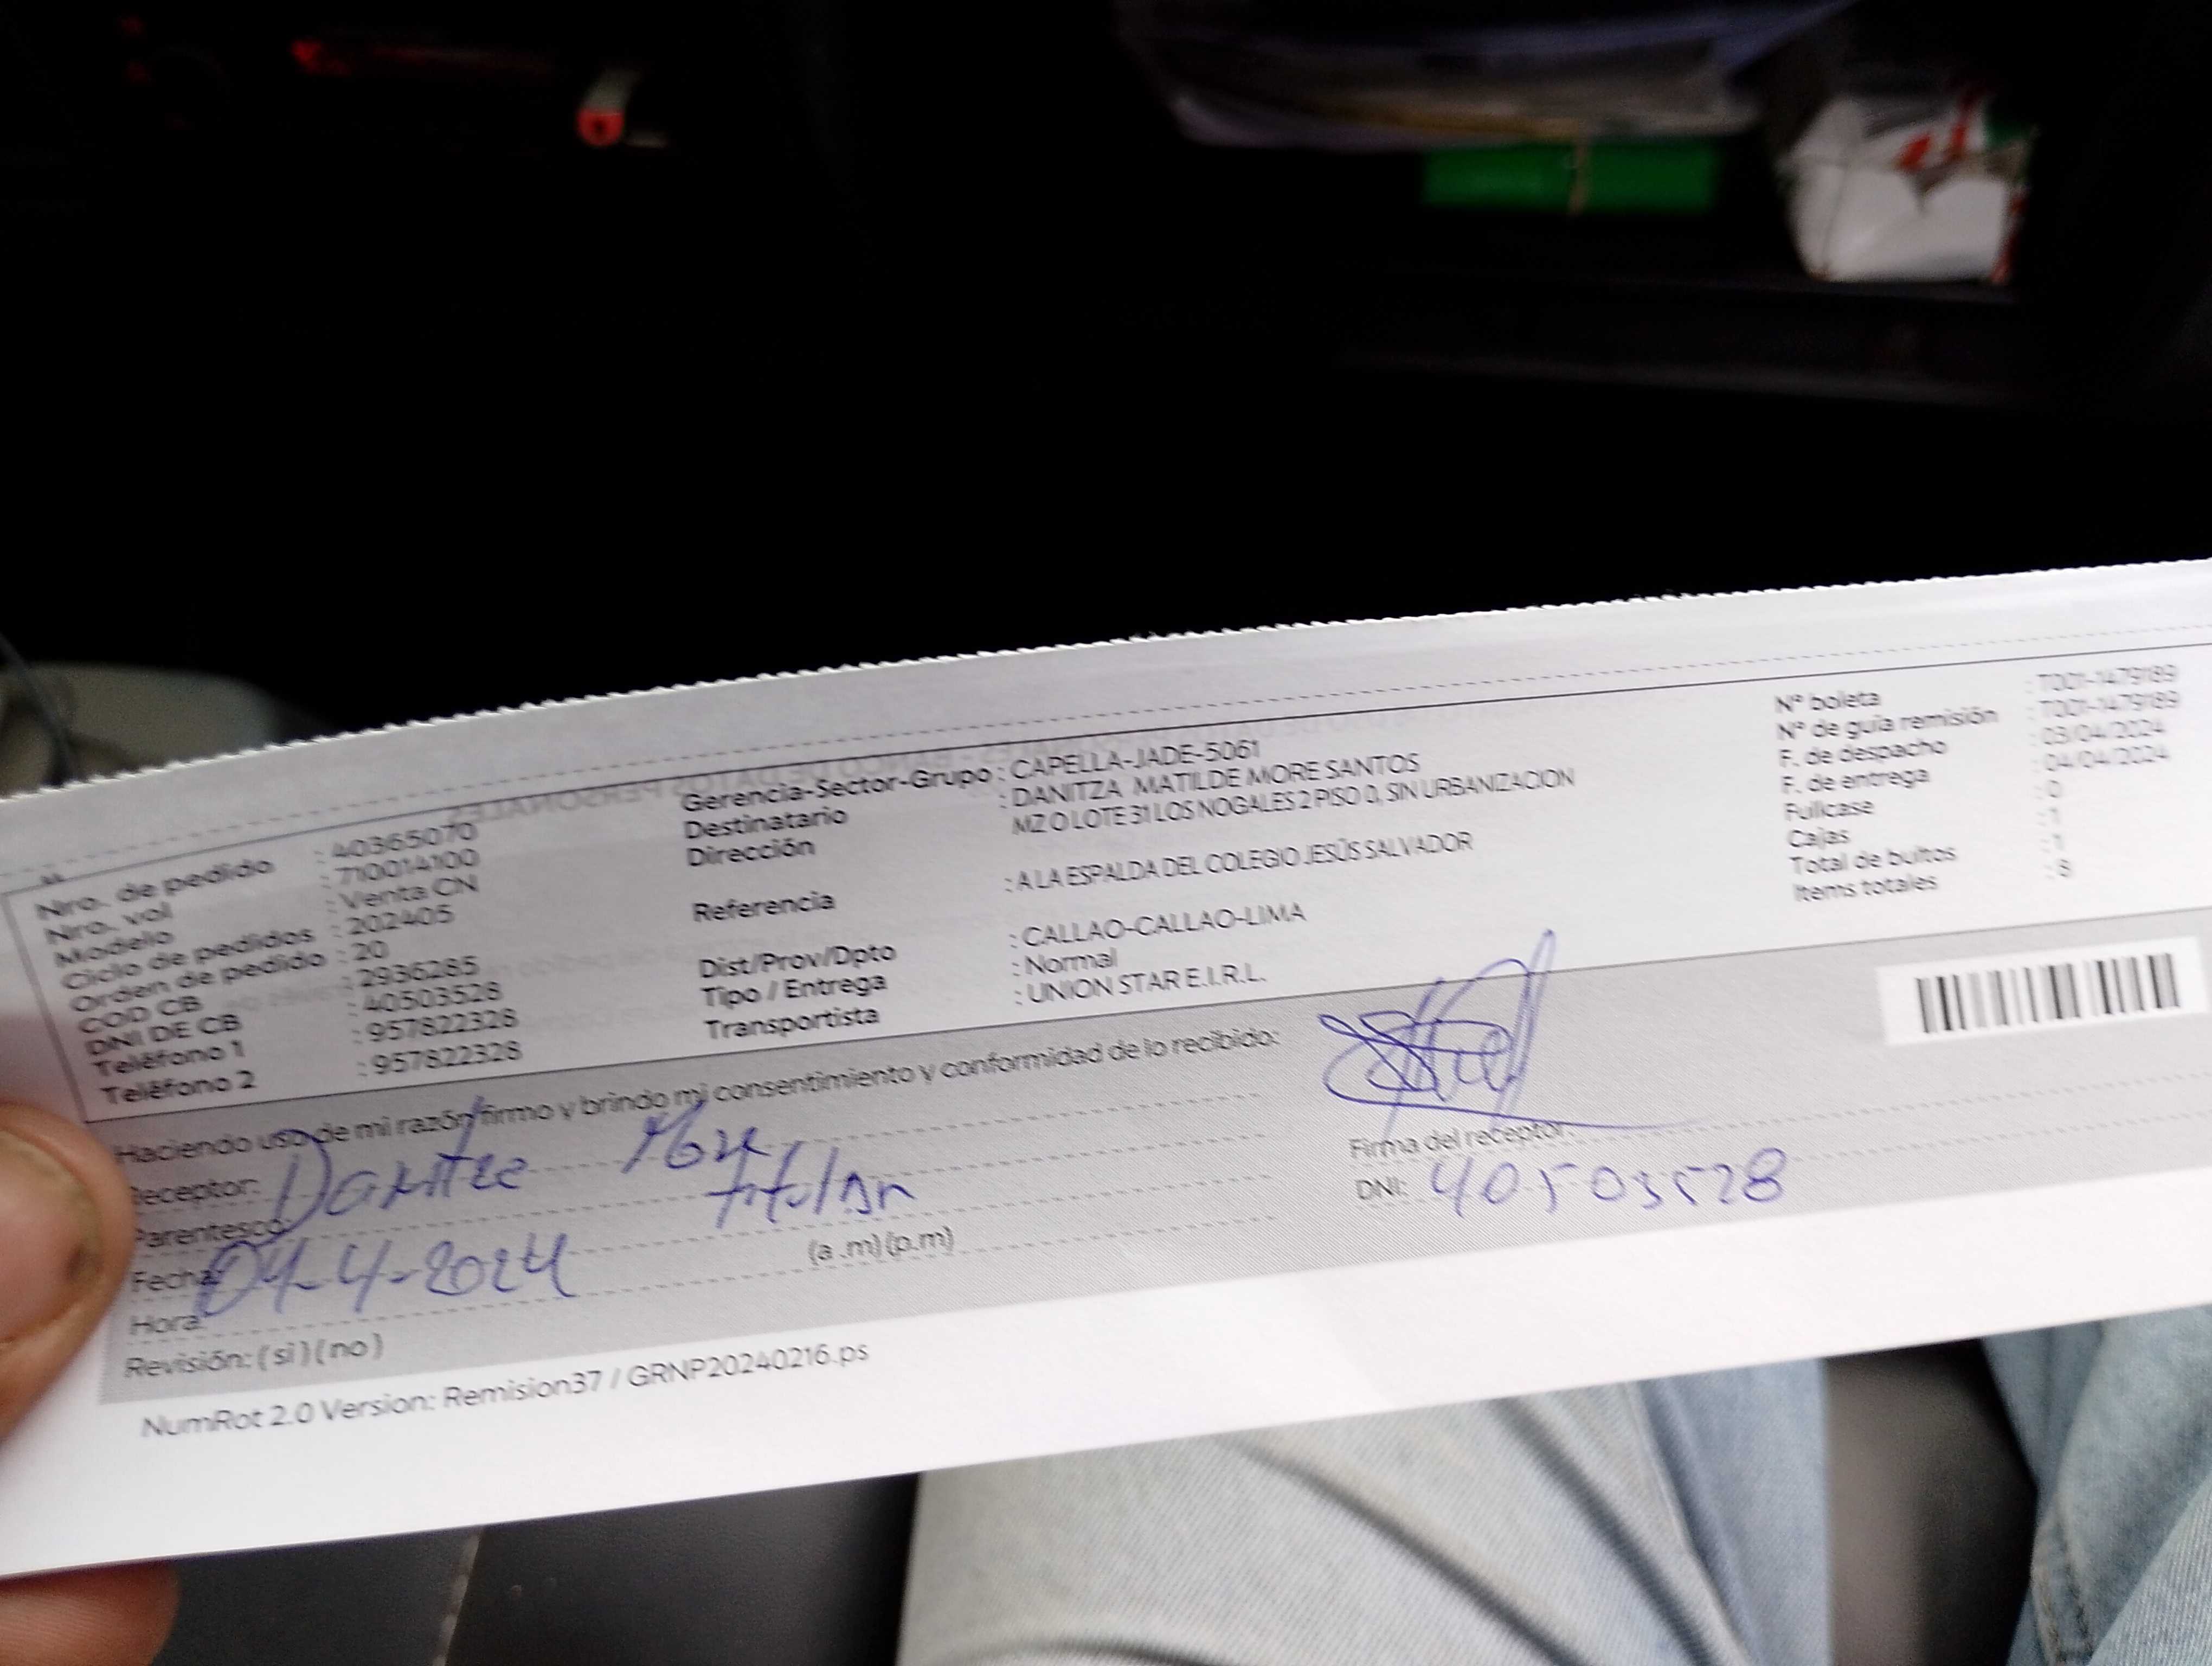 Nro. de pedido : 40365070
Nro. vol : 710014100
Modelo : Venta CN
Ciclo de pedidos : 202405
Orden de pedido : 20
COD CB : 2936285
DNI DE CB : 40503528
Teléfono 1 : 957822328
Teléfono 2 : 957822328
Gerencia-Sector-Grupo : CAPELLA-JADE-5061
Destinatario : DANITZA MATILDE MORE SANTOS
Dirección MZ O LOTE 31 LOS NOGALES 2 PISO 0, SIN URBANIZACION
Referencia : A LA ESPALDA DEL COLEGIO JESÚS SALVADOR
Dist/Prov/Dpto : CALLAO-CALLAO-LIMA
Tipo / Entrega : Normal
Transportista : UNION STAR E.I.R.L.
N° boleta : T001-1479189
N° de guía remisión : T001-1479189
F. de despacho : 03/04/2024
F. de entrega : 04/04/2024
Fullcase : 0
Cajas : 1
Total de bultos : 1
Items totales : 8
Haciendo uso de mi razón firmo y brindo mi consentimiento y conformidad de lo recibido:
Receptor: Danitza More
Parentesco: titular
Fecha: 04-4-2024
Hora: (a .m) (p.m)
Revisión: ( si ) ( no )
Firma del receptor:
DNI: 40503528
NumRot 2.0 Version: Remision37 / GRNP20240216.ps